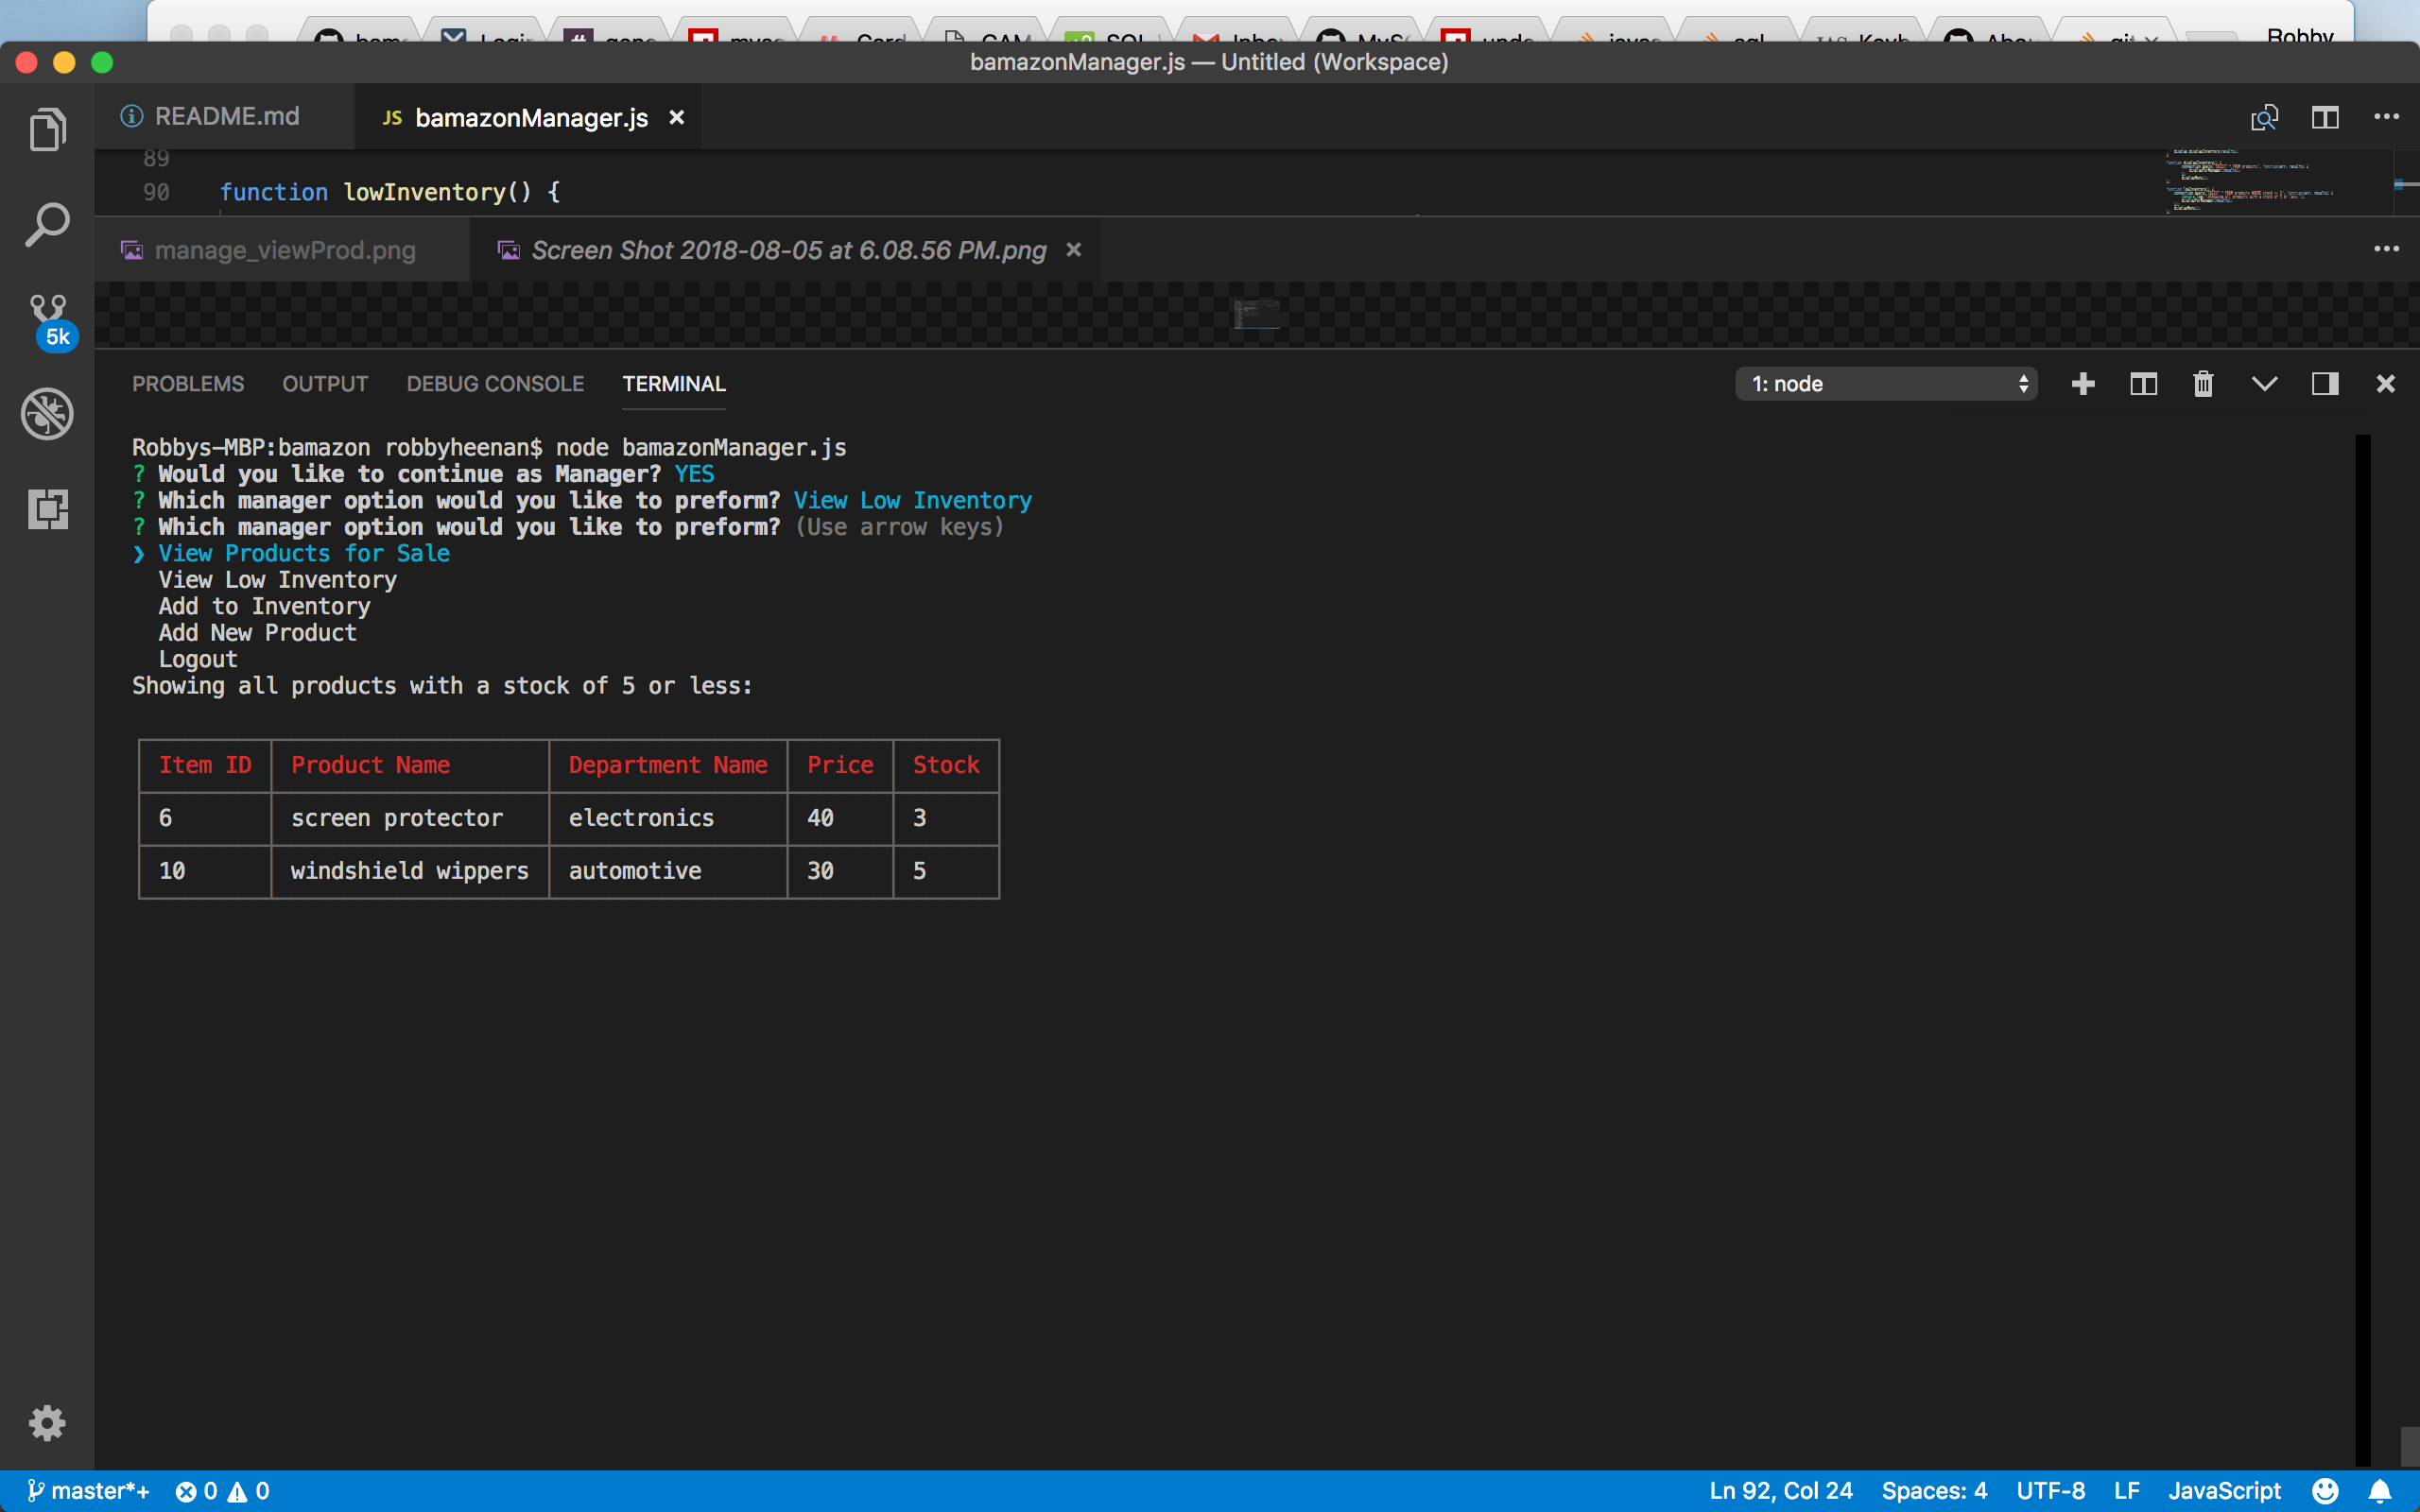 Robby
bamazonManager.js — Untitled (Workspace)
README.md
JS bamazonManager.js ×
89
90 function lowInventory() {
manage_viewProd.png
Screen Shot 2018-08-05 at 6.08.56 PM.png ×
5k
PROBLEMS OUTPUT DEBUG CONSOLE TERMINAL 1: node
Robbys-MBP:bamazon robbyheenan$ node bamazonManager.js
? Would you like to continue as Manager? YES
? Which manager option would you like to preform? View Low Inventory
? Which manager option would you like to preform? (Use arrow keys)
❯ View Products for Sale
View Low Inventory
Add to Inventory
Add New Product
Logout
Showing all products with a stock of 5 or less:
Item ID Product Name Department Name Price Stock
6 screen protector electronics 40 3
10 windshield wippers automotive 30 5
master*+ 0 0 Ln 92, Col 24 Spaces: 4 UTF-8 LF JavaScript